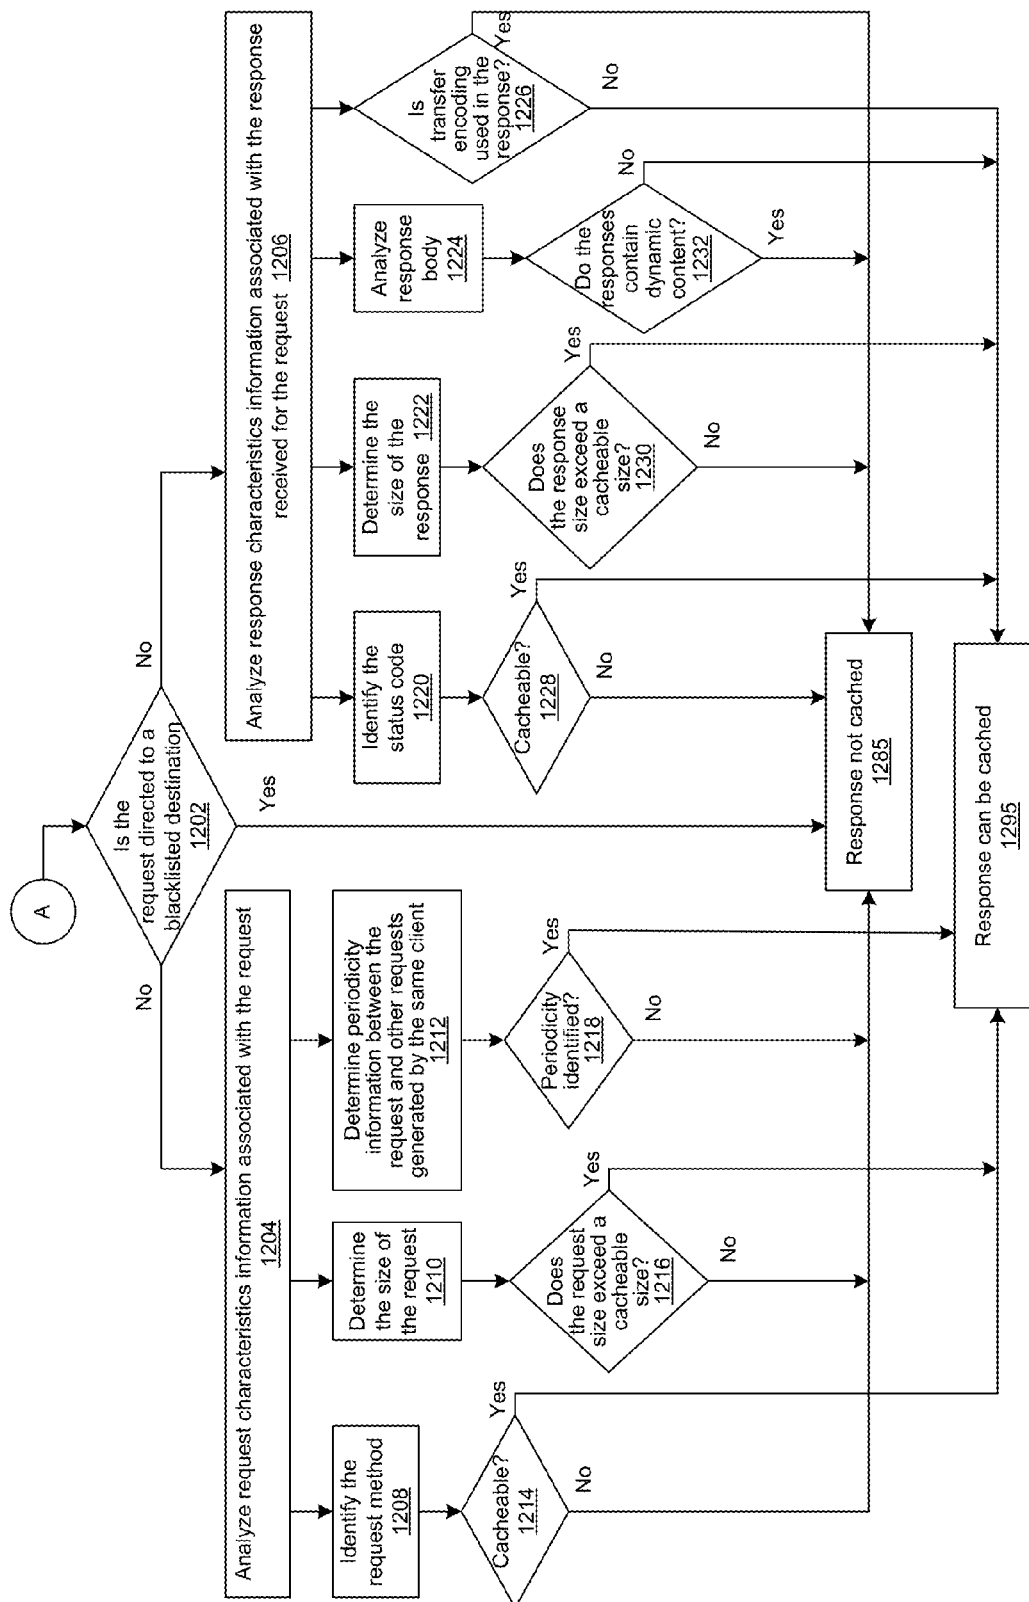 A
Is the
request directed to a
blacklisted destination
1202
No
No
Yes
Analyze request characteristics information associated with the request
1204
Analyze response characteristics information associated with the response
received for the request 1206
Identify the
request method
1208
Determine
the size of
the request
1210
Determine periodicity
information between the
request and other requests
generated by the same client
1212
Identify the
status code
1220
Determine the
size of the
response 1222
Analyze
response
body
1224
Is
transfer
encoding
used in the
response?
1226
Yes
No
Cacheable?
1214
Yes
No
Does
the request
size exceed a
cacheable
size?
1216
Yes
No
Periodicity
identified?
1218
Yes
No
Cacheable?
1228
Yes
No
Does
the response
size exceed a
cacheable
size?
1230
Yes
No
Do the
responses
contain
dynamic
content?
1232
No
Yes
Response not cached
1285
Response can be cached
1295